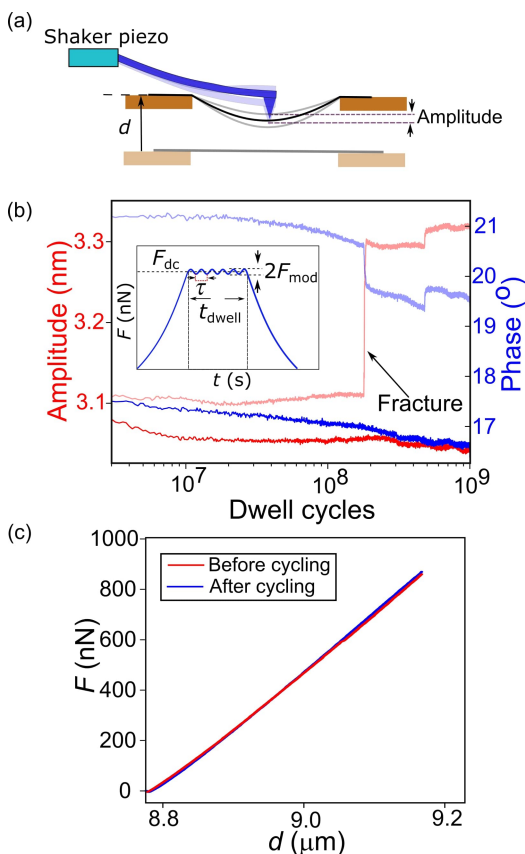 (a)
Shaker piezo
d
Amplitude
(b)
Amplitude (nm)
3.3
3.2
3.1
F (nN)
F_dc
2F_mod
τ
t_dwell
t (s)
Fracture
21
20
19
17
16
Phase (°)
10^7
10^8
10^9
Dwell cycles
(c)
F (nN)
1000
800
600
400
200
0
Before cycling
After cycling
8.8
9.0
9.2
d (μm)